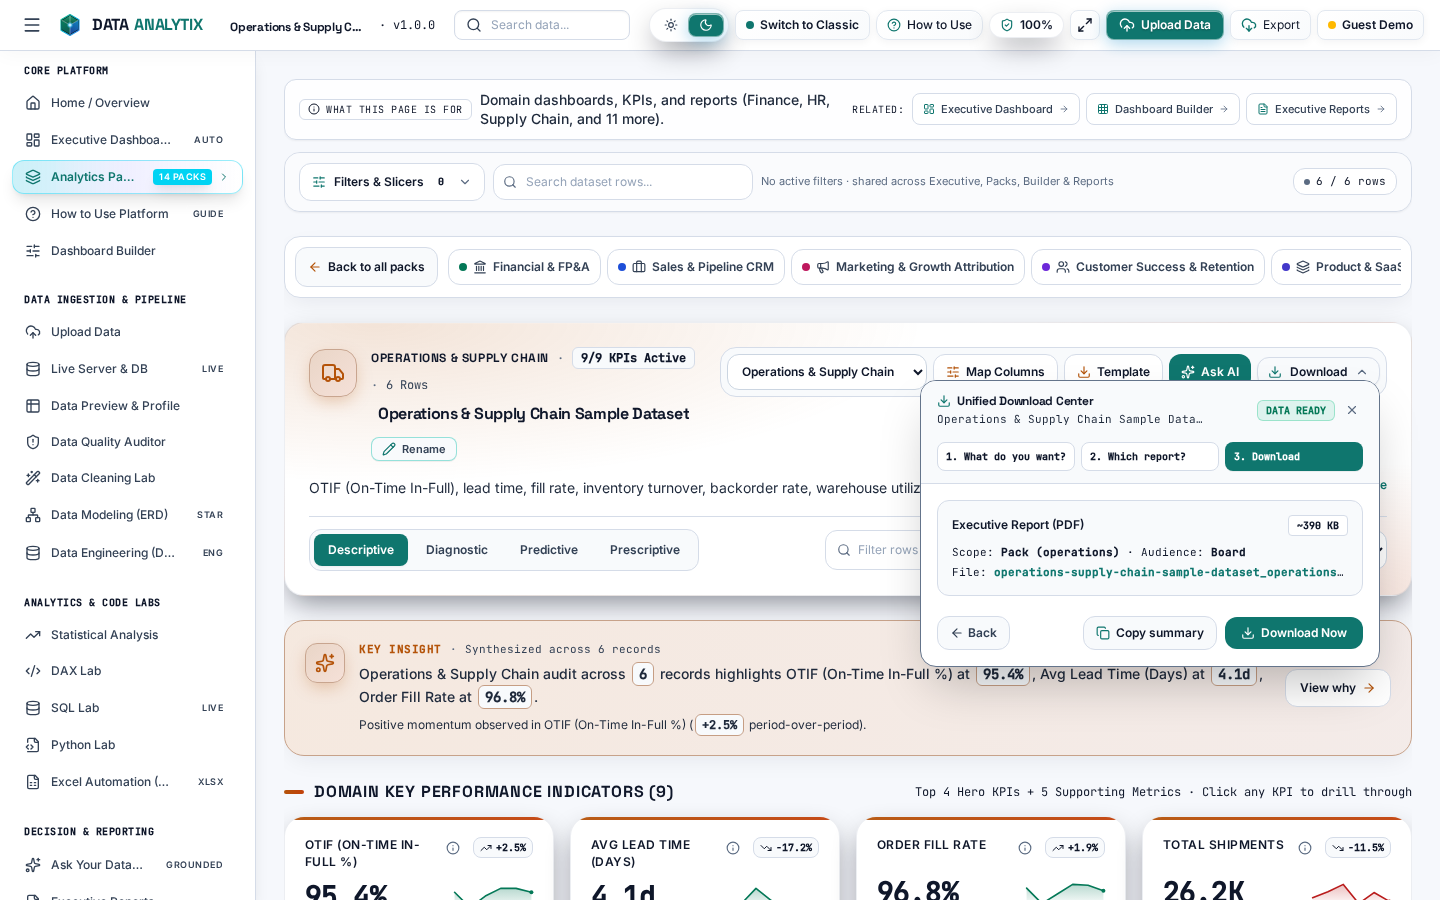 DATA ANALYTIX
Operations & Supply C... · v1.0.0
Search data...
Switch to Classic
How to Use
100%
Upload Data
Export
Guest Demo
CORE PLATFORM
Home / Overview
Executive Dashboa... AUTO
Analytics Pa... 14 PACKS
How to Use Platform GUIDE
Dashboard Builder
DATA INGESTION & PIPELINE
Upload Data
Live Server & DB LIVE
Data Preview & Profile
Data Quality Auditor
Data Cleaning Lab
Data Modeling (ERD) STAR
Data Engineering (D... ENG
ANALYTICS & CODE LABS
Statistical Analysis
DAX Lab
SQL Lab LIVE
Python Lab
Excel Automation (... XLSX
DECISION & REPORTING
Ask Your Data... GROUNDED
WHAT THIS PAGE IS FOR
Domain dashboards, KPIs, and reports (Finance, HR,
Supply Chain, and 11 more).
RELATED:
Executive Dashboard →
Dashboard Builder →
Executive Reports →
Filters & Slicers 0
Search dataset rows...
No active filters · shared across Executive, Packs, Builder & Reports
6 / 6 rows
← Back to all packs
Financial & FP&A
Sales & Pipeline CRM
Marketing & Growth Attribution
Customer Success & Retention
Product & SaaS
OPERATIONS & SUPPLY CHAIN · 9/9 KPIs Active
· 6 Rows
Operations & Supply Chain Sample Dataset
Rename
Operations & Supply Chain
Map Columns
Template
Ask AI
Download
OTIF (On-Time In-Full), lead time, fill rate, inventory turnover, backorder rate, warehouse utiliz
Descriptive
Diagnostic
Predictive
Prescriptive
Filter rows
Unified Download Center
Operations & Supply Chain Sample Data…
DATA READY
1. What do you want?
2. Which report?
3. Download
Executive Report (PDF)
~390 KB
Scope: Pack (operations) · Audience: Board
File: operations-supply-chain-sample-dataset_operations…
← Back
Copy summary
Download Now
KEY INSIGHT · Synthesized across 6 records
Operations & Supply Chain audit across 6 records highlights OTIF (On-Time In-Full %) at 95.4% , Avg Lead Time (Days) at 4.1d ,
Order Fill Rate at 96.8% .
Positive momentum observed in OTIF (On-Time In-Full %) ( +2.5% period-over-period).
View why →
DOMAIN KEY PERFORMANCE INDICATORS (9)
Top 4 Hero KPIs + 5 Supporting Metrics · Click any KPI to drill through
OTIF (ON-TIME IN-
FULL %)
+2.5%
95.4%
AVG LEAD TIME
(DAYS)
-17.2%
4.1d
ORDER FILL RATE
+1.9%
96.8%
TOTAL SHIPMENTS
-11.5%
26.2K